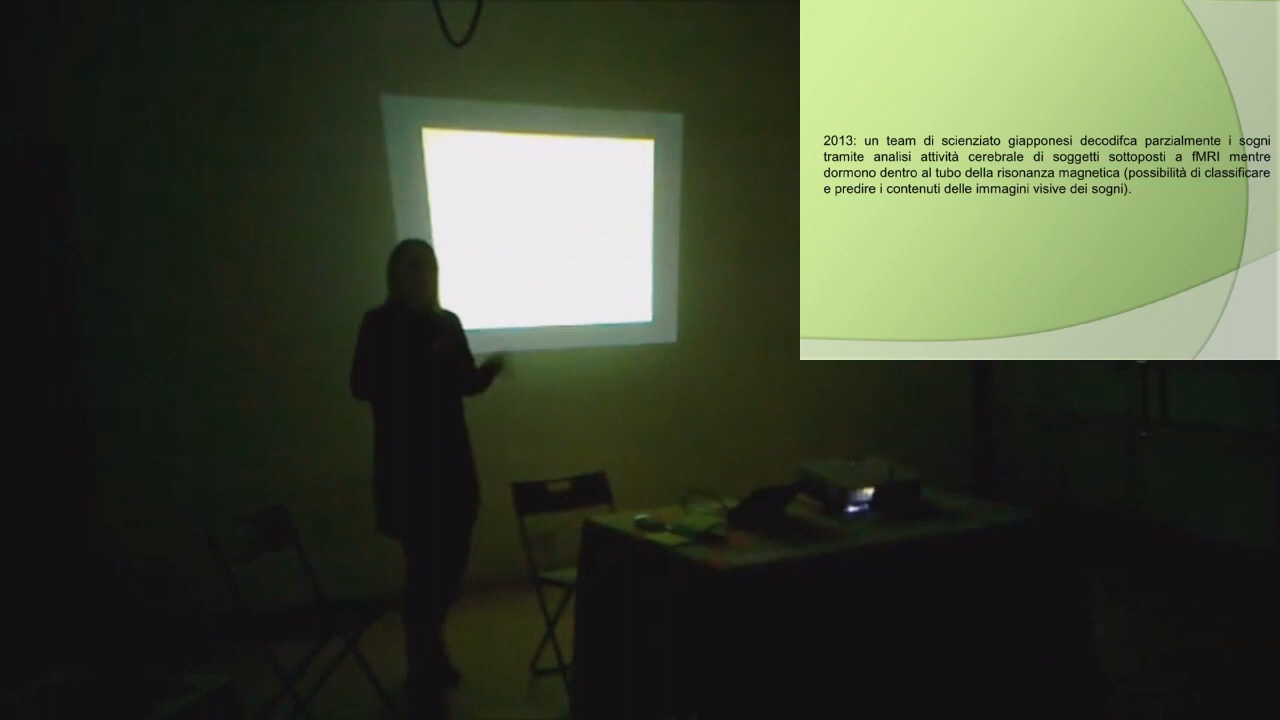 2013: un team di scienziato giapponesi decodifca parzialmente i sogni
tramite analisi attività cerebrale di soggetti sottoposti a fMRI mentre
dormono dentro al tubo della risonanza magnetica (possibilità di classificare
e predire i contenuti delle immagini visive dei sogni).